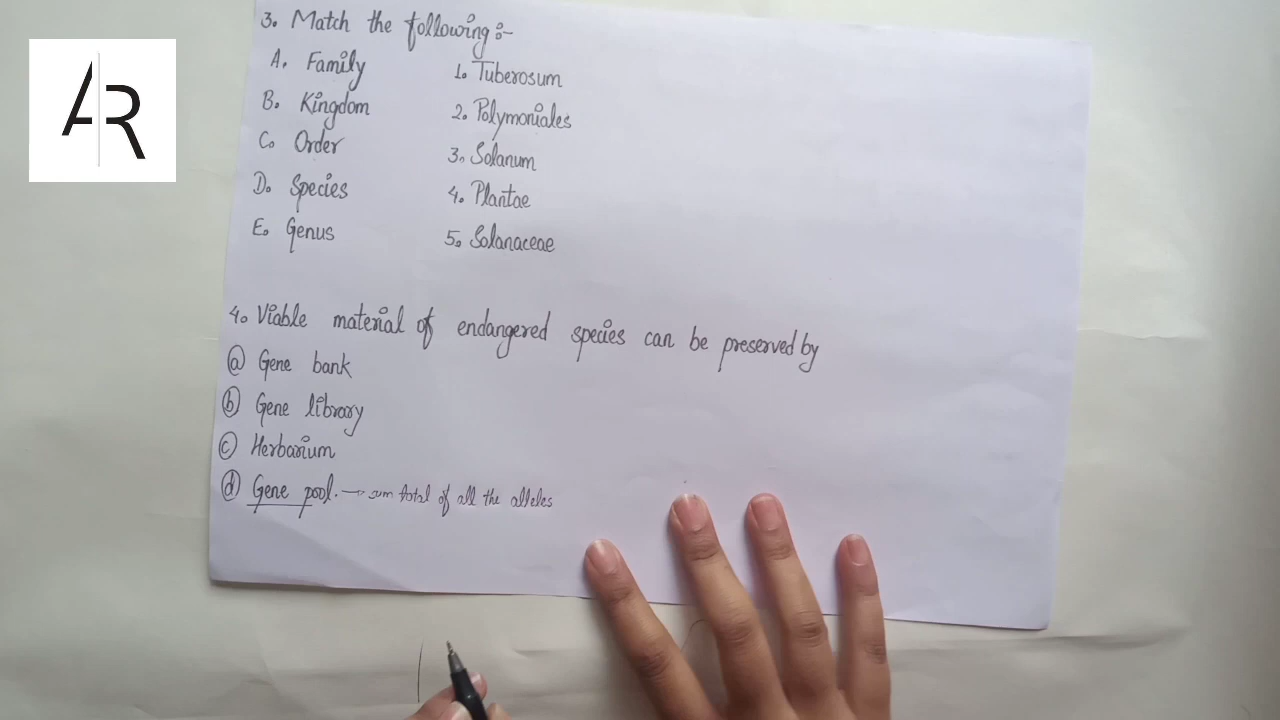 AR
3. Match the following :-
A. Family 1. Tuberosum
B. Kingdom 2. Polymoniales
C. Order 3. Solanum
D. Species 4. Plantae
E. Genus 5. Solanaceae
4. Viable material of endangered species can be preserved by
(a) Gene bank
(b) Gene library
(c) Herbarium
(d) Gene pool. → sum total of all the alleles